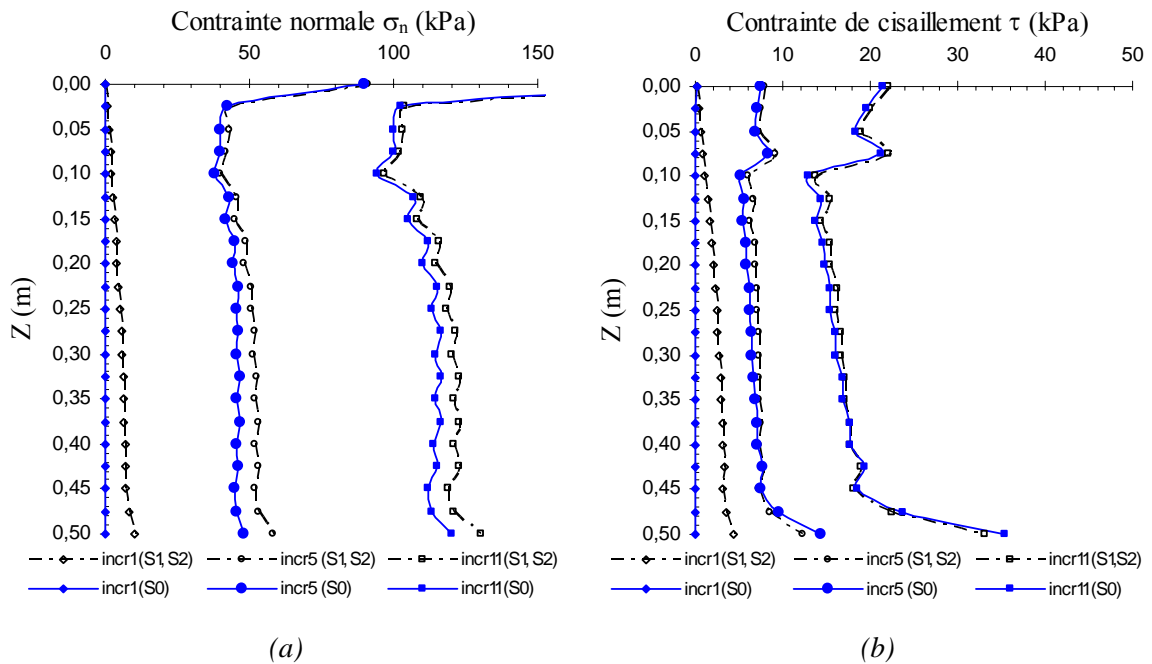 Contrainte normale σn (kPa)
0 50 100 150
0,00
0,05
0,10
0,15
0,20
0,25
0,30
0,35
0,40
0,45
0,50
Z (m)
incr1(S1,S2) incr5(S1,S2) incr11(S1,S2)
incr1(S0) incr5 (S0) incr11(S0)
(a)
Contrainte de cisaillement τ (kPa)
0 10 20 30 40 50
0,00
0,05
0,10
0,15
0,20
0,25
0,30
0,35
0,40
0,45
0,50
Z (m)
incr1(S1,S2) incr5(S1,S2) incr11(S1,S2)
incr1(S0) incr5 (S0) incr11(S0)
(b)